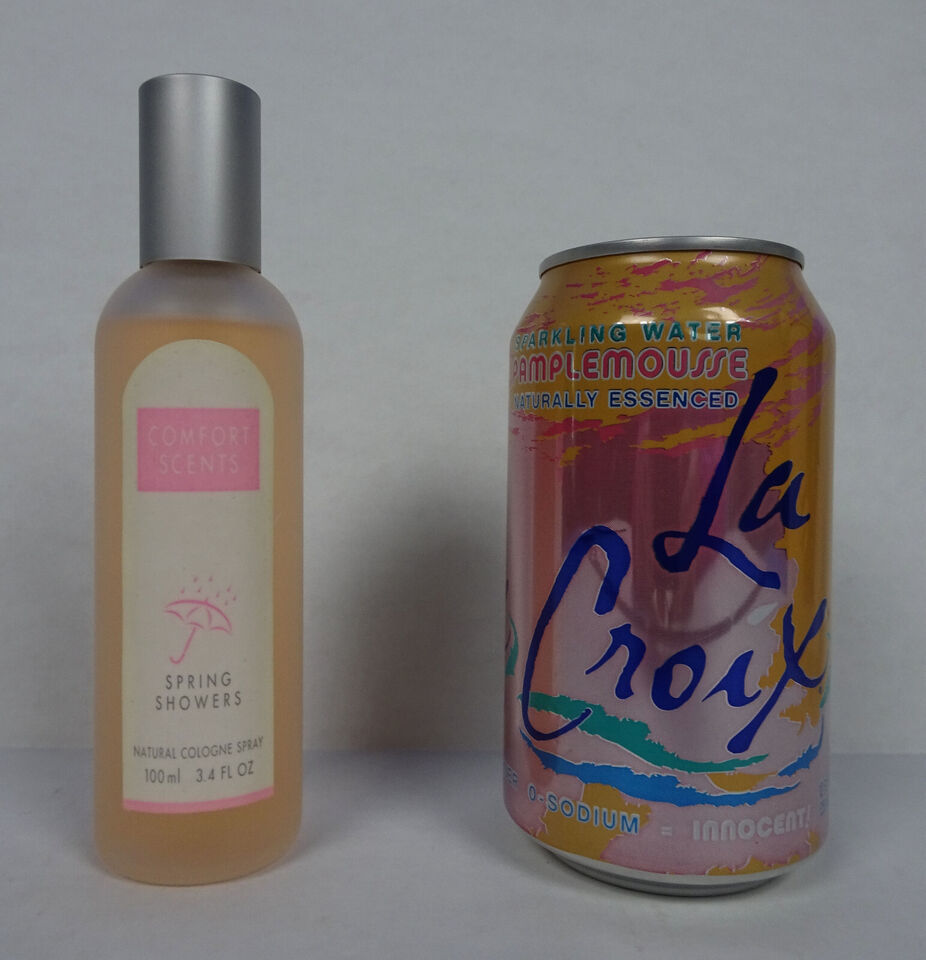 COMFORT
SCENTS
SPRING
SHOWERS
NATURAL COLOGNE SPRAY
100ml 3.4 FL OZ
SPARKLING WATER
PAMPLEMOUSSE
NATURALLY ESSENCED
La
Croix
0-SODIUM = INNOCENT!